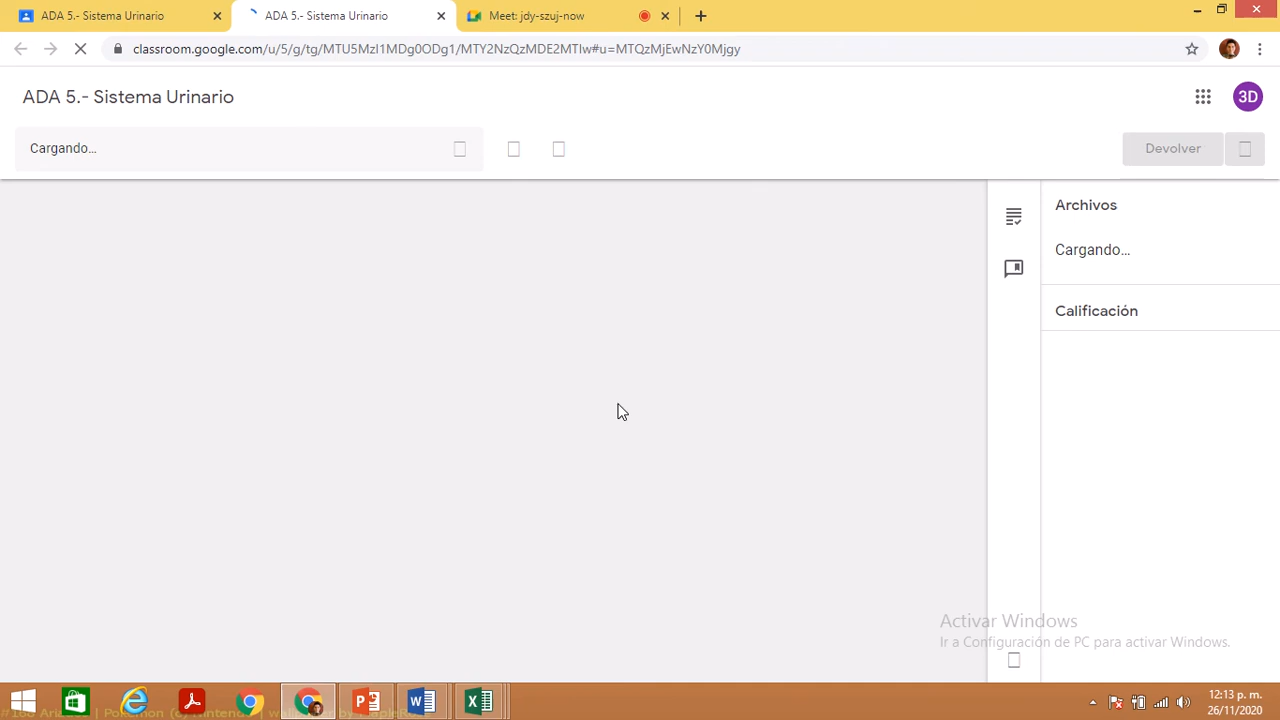 ADA 5.- Sistema Urinario
ADA 5.- Sistema Urinario
Meet: jdy-szuj-now
classroom.google.com/u/5/g/tg/MTU5MzI1MDg0ODg1/MTY2NzQzMDE2MTIw#u=MTQzMjEwNzY0Mjgy
ADA 5.- Sistema Urinario
3D
Cargando...
Devolver
Archivos
Cargando...
Calificación
Activar Windows
Ir a Configuración de PC para activar Windows.
12:13 p. m.
26/11/2020